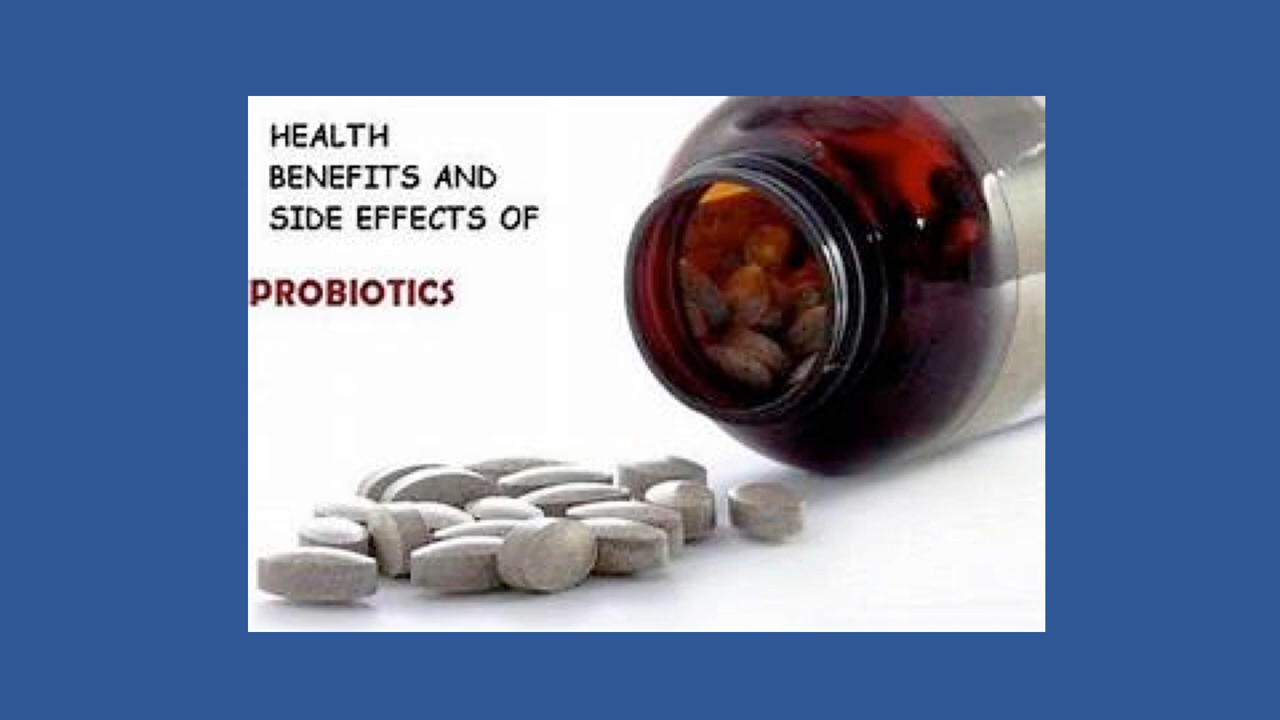 HEALTH
BENEFITS AND
SIDE EFFECTS OF
PROBIOTICS